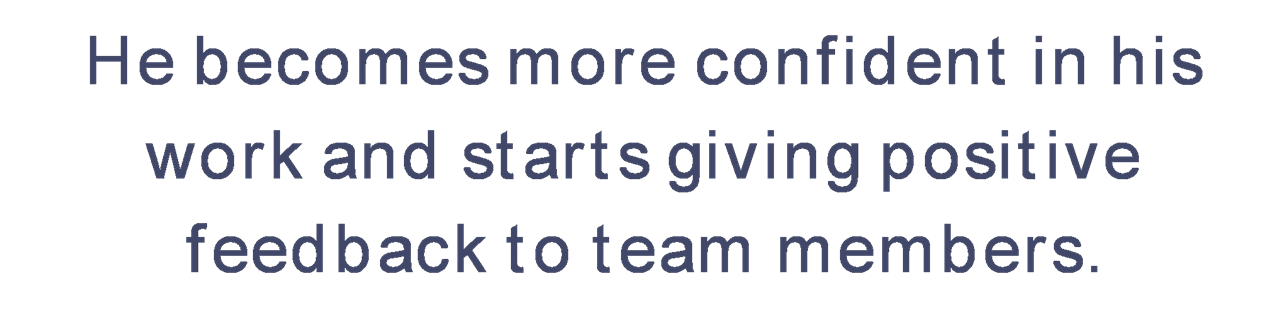 He becomes more confident in his
work and starts giving positive
feedback to team members.